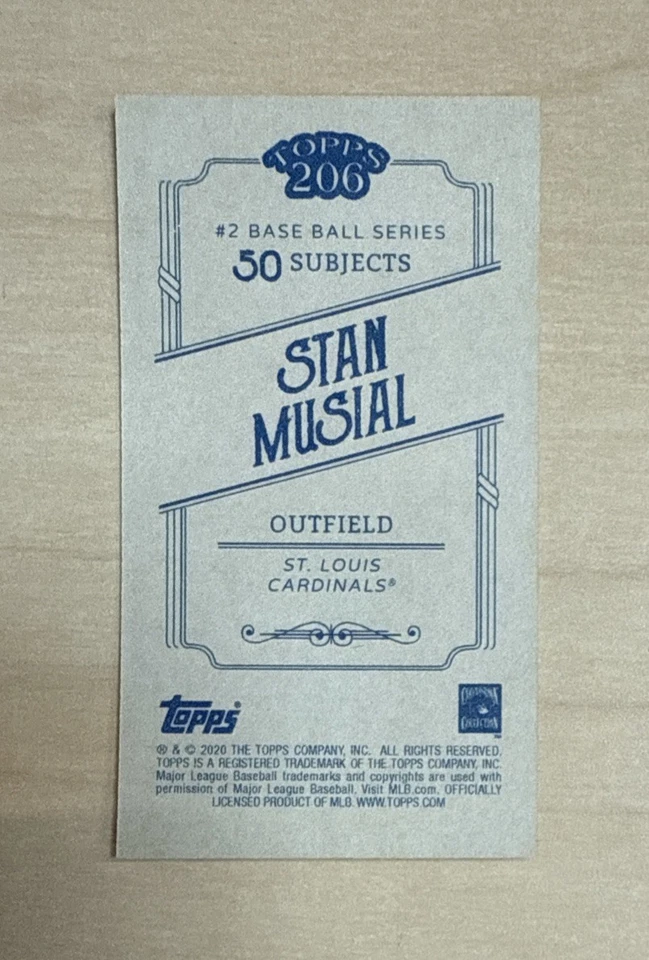 TOPPS
206
#2 BASE BALL SERIES
50 SUBJECTS
STAN
MUSIAL
OUTFIELD
ST. LOUIS
CARDINALS®
topps®
COOPERSTOWN
COLLECTION
™
® & © 2020 THE TOPPS COMPANY, INC. ALL RIGHTS RESERVED.
TOPPS IS A REGISTERED TRADEMARK OF THE TOPPS COMPANY, INC.
Major League Baseball trademarks and copyrights are used with
permission of Major League Baseball. Visit MLB.com. OFFICIALLY
LICENSED PRODUCT OF MLB. WWW.TOPPS.COM